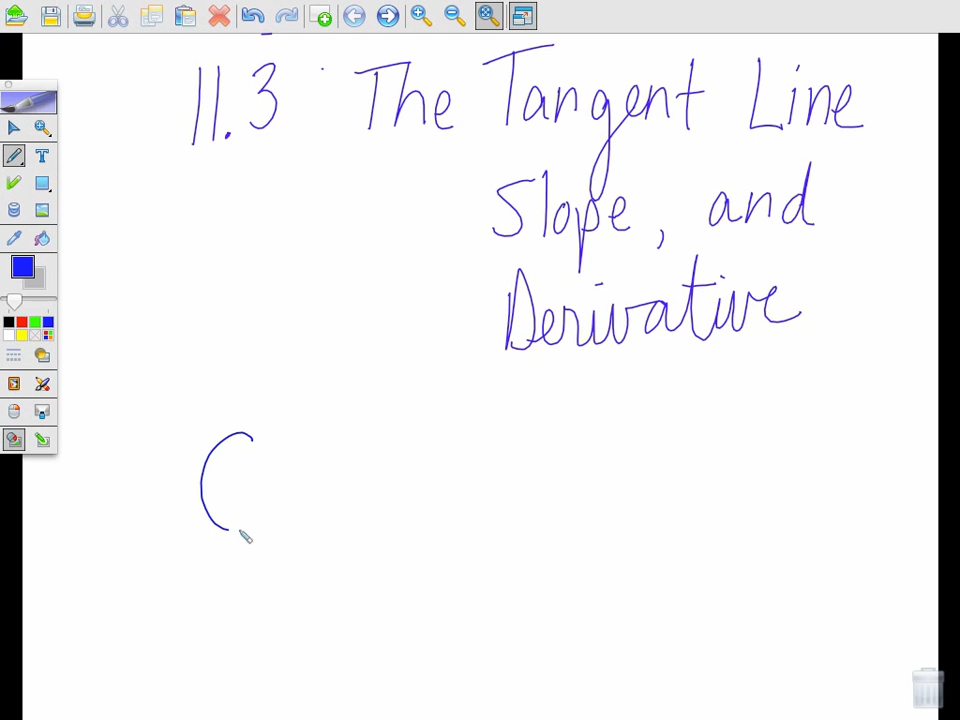 11.3 The Tangent Line
Slope, and
Derivative
C
T